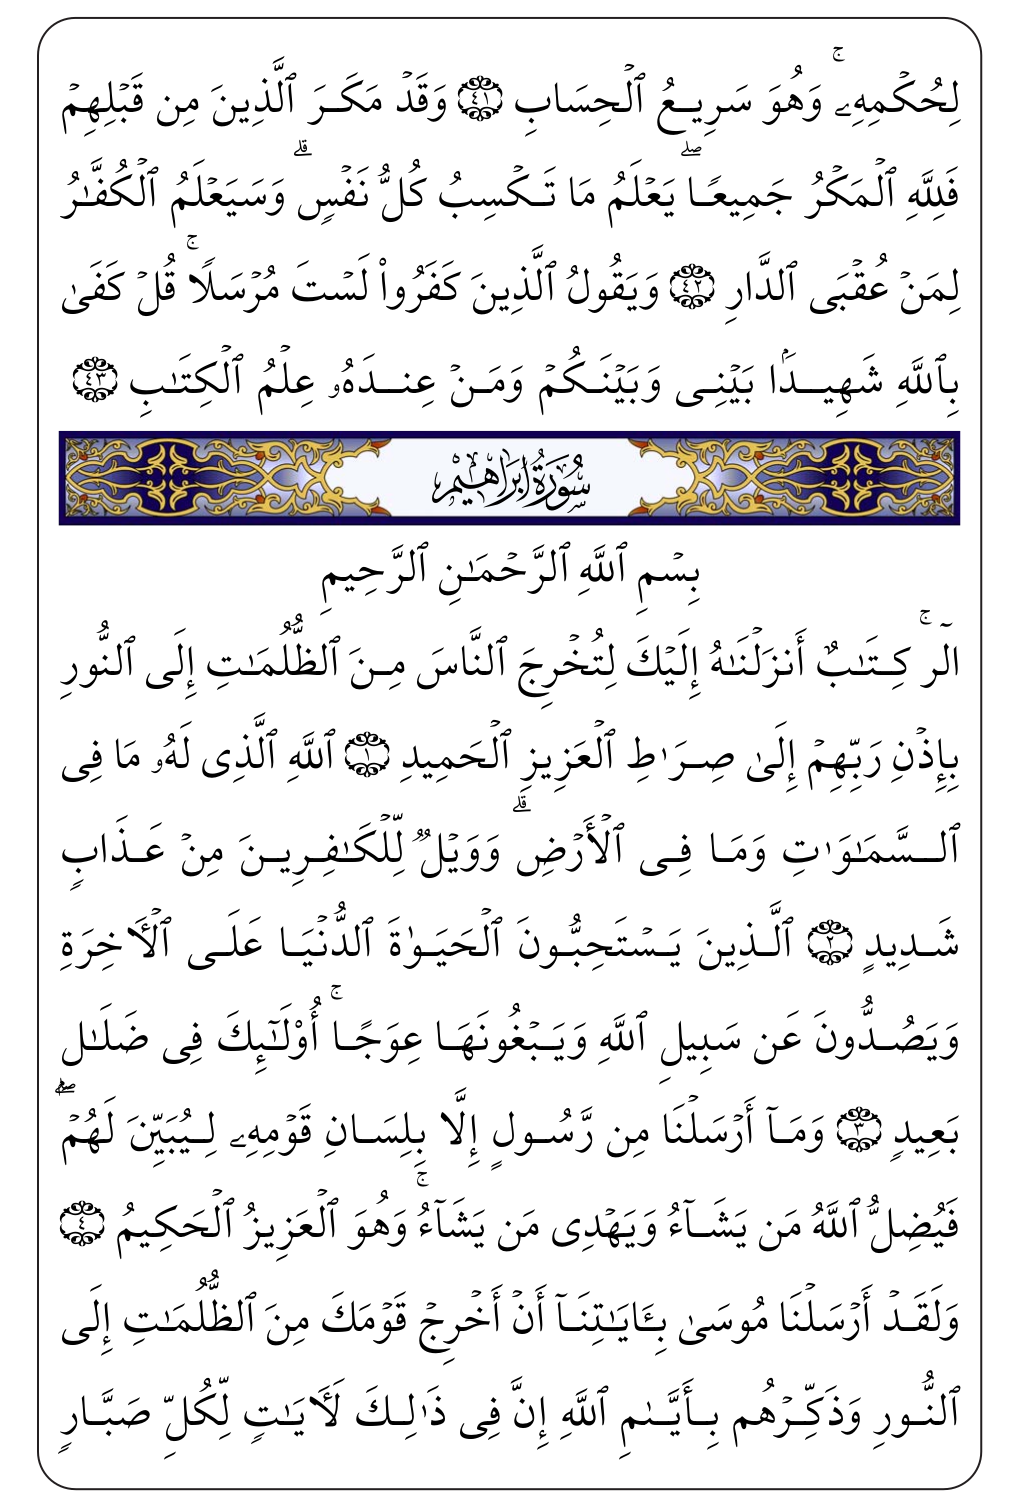 لِحُكۡمِهِۦۚ وَهُوَ سَرِيعُ ٱلۡحِسَابِ ٤١ وَقَدۡ مَكَرَ ٱلَّذِينَ مِن قَبۡلِهِمۡ
فَلِلَّهِ ٱلۡمَكۡرُ جَمِيعٗاۖ يَعۡلَمُ مَا تَكۡسِبُ كُلُّ نَفۡسٖۗ وَسَيَعۡلَمُ ٱلۡكُفَّٰرُ
لِمَنۡ عُقۡبَى ٱلدَّارِ ٤٢ وَيَقُولُ ٱلَّذِينَ كَفَرُواْ لَسۡتَ مُرۡسَلٗاۚ قُلۡ كَفَىٰ
بِٱللَّهِ شَهِيدَۢا بَيۡنِي وَبَيۡنَكُمۡ وَمَنۡ عِندَهُۥ عِلۡمُ ٱلۡكِتَٰبِ ٤٣
سُورَةُ إِبۡرَاهِيمَ
بِسۡمِ ٱللَّهِ ٱلرَّحۡمَٰنِ ٱلرَّحِيمِ
الٓرۚ كِتَٰبٌ أَنزَلۡنَٰهُ إِلَيۡكَ لِتُخۡرِجَ ٱلنَّاسَ مِنَ ٱلظُّلُمَٰتِ إِلَى ٱلنُّورِ
بِإِذۡنِ رَبِّهِمۡ إِلَىٰ صِرَٰطِ ٱلۡعَزِيزِ ٱلۡحَمِيدِ ١ ٱللَّهِ ٱلَّذِي لَهُۥ مَا فِي
ٱلسَّمَٰوَٰتِ وَمَا فِي ٱلۡأَرۡضِۗ وَوَيۡلٞ لِّلۡكَٰفِرِينَ مِنۡ عَذَابٖ
شَدِيدٍ ٢ ٱلَّذِينَ يَسۡتَحِبُّونَ ٱلۡحَيَوٰةَ ٱلدُّنۡيَا عَلَى ٱلۡأٓخِرَةِ
وَيَصُدُّونَ عَن سَبِيلِ ٱللَّهِ وَيَبۡغُونَهَا عِوَجًاۚ أُوْلَٰٓئِكَ فِي ضَلَٰلِۭ
بَعِيدٖ ٣ وَمَآ أَرۡسَلۡنَا مِن رَّسُولٍ إِلَّا بِلِسَانِ قَوۡمِهِۦ لِيُبَيِّنَ لَهُمۡۖ
فَيُضِلُّ ٱللَّهُ مَن يَشَآءُ وَيَهۡدِي مَن يَشَآءُۚ وَهُوَ ٱلۡعَزِيزُ ٱلۡحَكِيمُ ٤
وَلَقَدۡ أَرۡسَلۡنَا مُوسَىٰ بِـَٔايَٰتِنَآ أَنۡ أَخۡرِجۡ قَوۡمَكَ مِنَ ٱلظُّلُمَٰتِ إِلَى
ٱلنُّورِ وَذَكِّرۡهُم بِأَيَّىٰمِ ٱللَّهِۚ إِنَّ فِي ذَٰلِكَ لَأٓيَٰتٖ لِّكُلِّ صَبَّارٖ